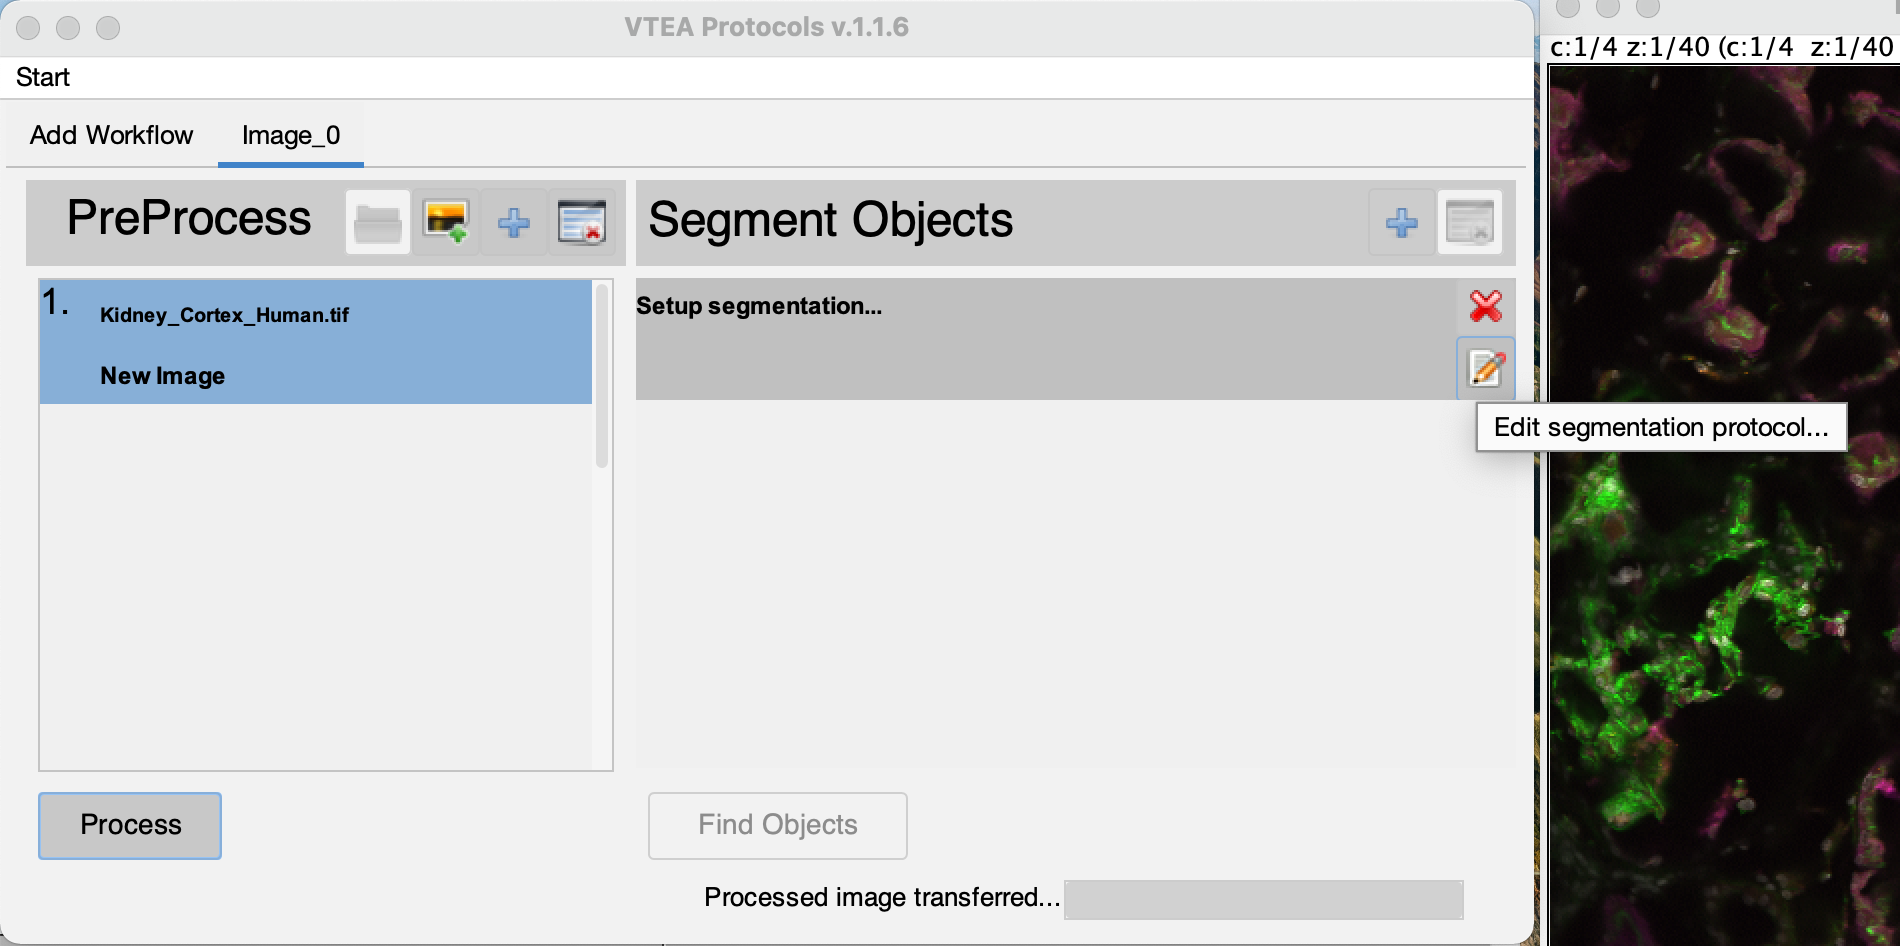 VTEA Protocols v.1.1.6
Start
Add Workflow
Image_0
PreProcess
Segment Objects
1.
Kidney_Cortex_Human.tif
New Image
Setup segmentation...
Edit segmentation protocol...
Process
Find Objects
Processed image transferred...
c:1/4 z:1/40 (c:1/4 z:1/40